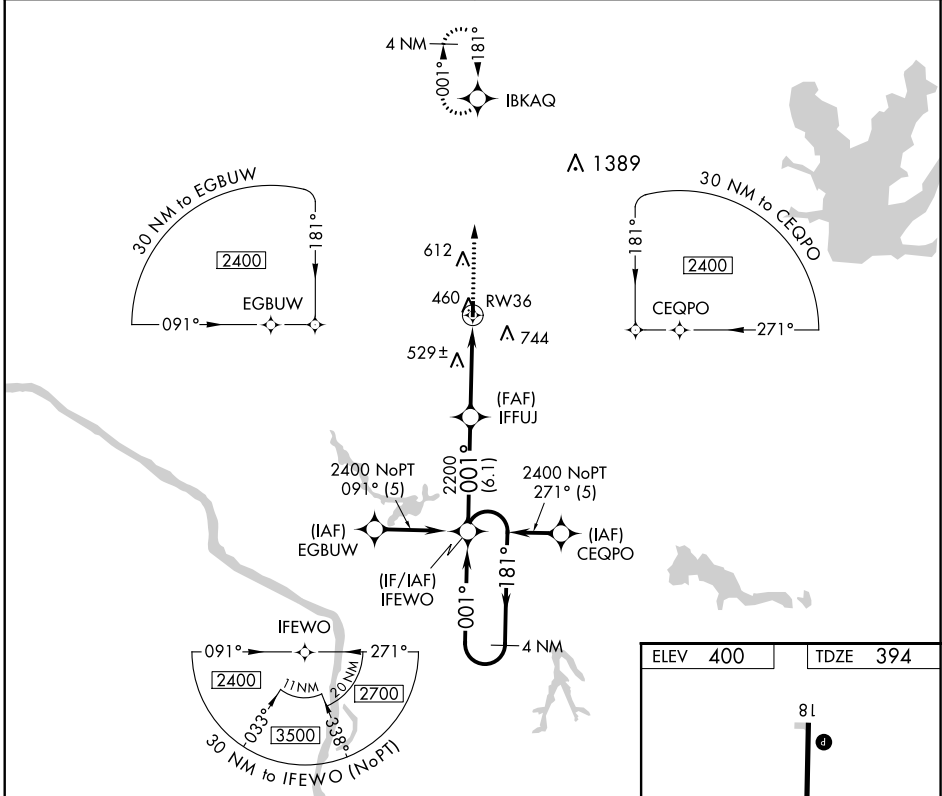 4 NM
181°
001°
IBKAQ
1389
30 NM to EGBUW
181°
2400
EGBUW
091°
30 NM to CEQPO
181°
2400
CEQPO
271°
612
460
RW36
744
529±
(FAF)
IFFUJ
2200
001°
(6.1)
2400 NoPT
091° (5)
2400 NoPT
271° (5)
(IAF)
EGBUW
(IAF)
CEQPO
(IF/IAF)
IFEWO
001°
181°
4 NM
IFEWO
091°
271°
2400
11NM
20 NM
2700
033°
3500
338°
30 NM to IFEWO (NoPT)
ELEV 400
TDZE 394
18
P